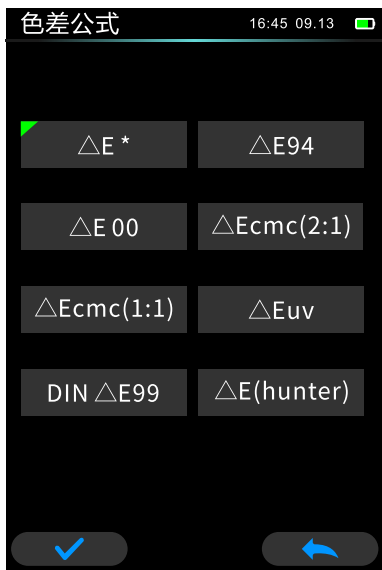 色差公式 16:45 09.13
△E * △E94
△E 00 △Ecmc(2:1)
△Ecmc(1:1) △Euv
DIN △E99 △E(hunter)